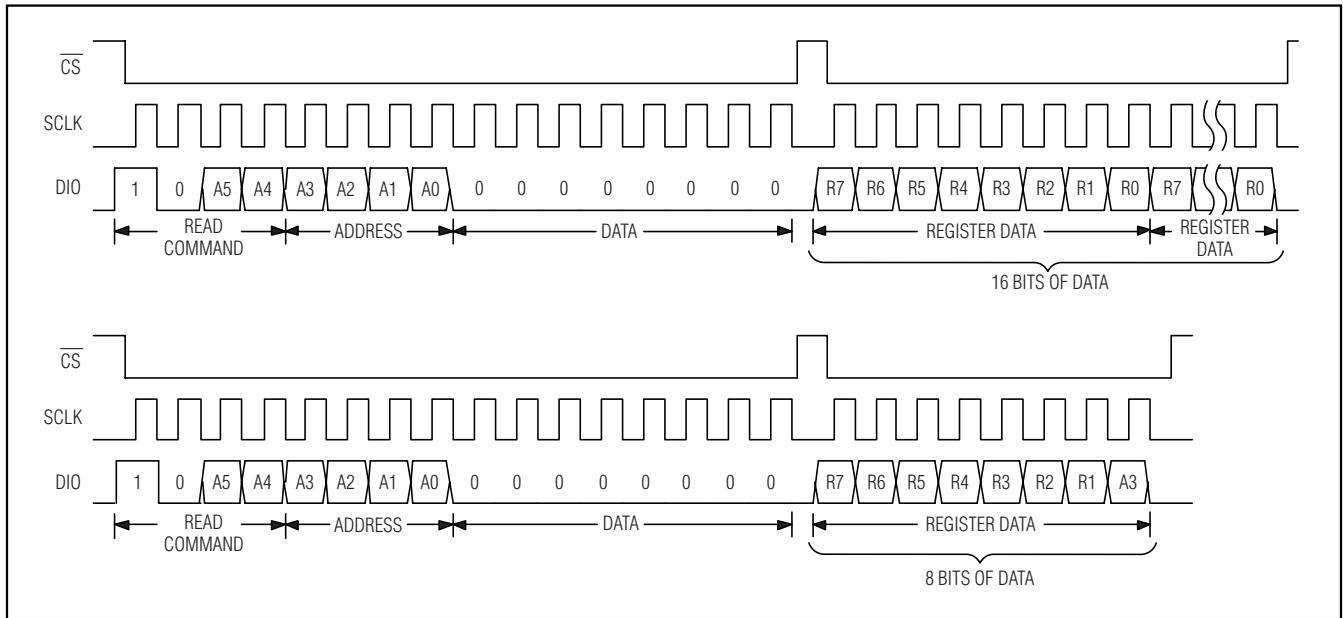 CS
SCLK
DIO 1 0 A5 A4 A3 A2 A1 A0 0 0 0 0 0 0 0 0 R7 R6 R5 R4 R3 R2 R1 R0 R7 R0
READ COMMAND ADDRESS DATA REGISTER DATA REGISTER DATA
16 BITS OF DATA
CS
SCLK
DIO 1 0 A5 A4 A3 A2 A1 A0 0 0 0 0 0 0 0 0 R7 R6 R5 R4 R3 R2 R1 A3
READ COMMAND ADDRESS DATA REGISTER DATA
8 BITS OF DATA